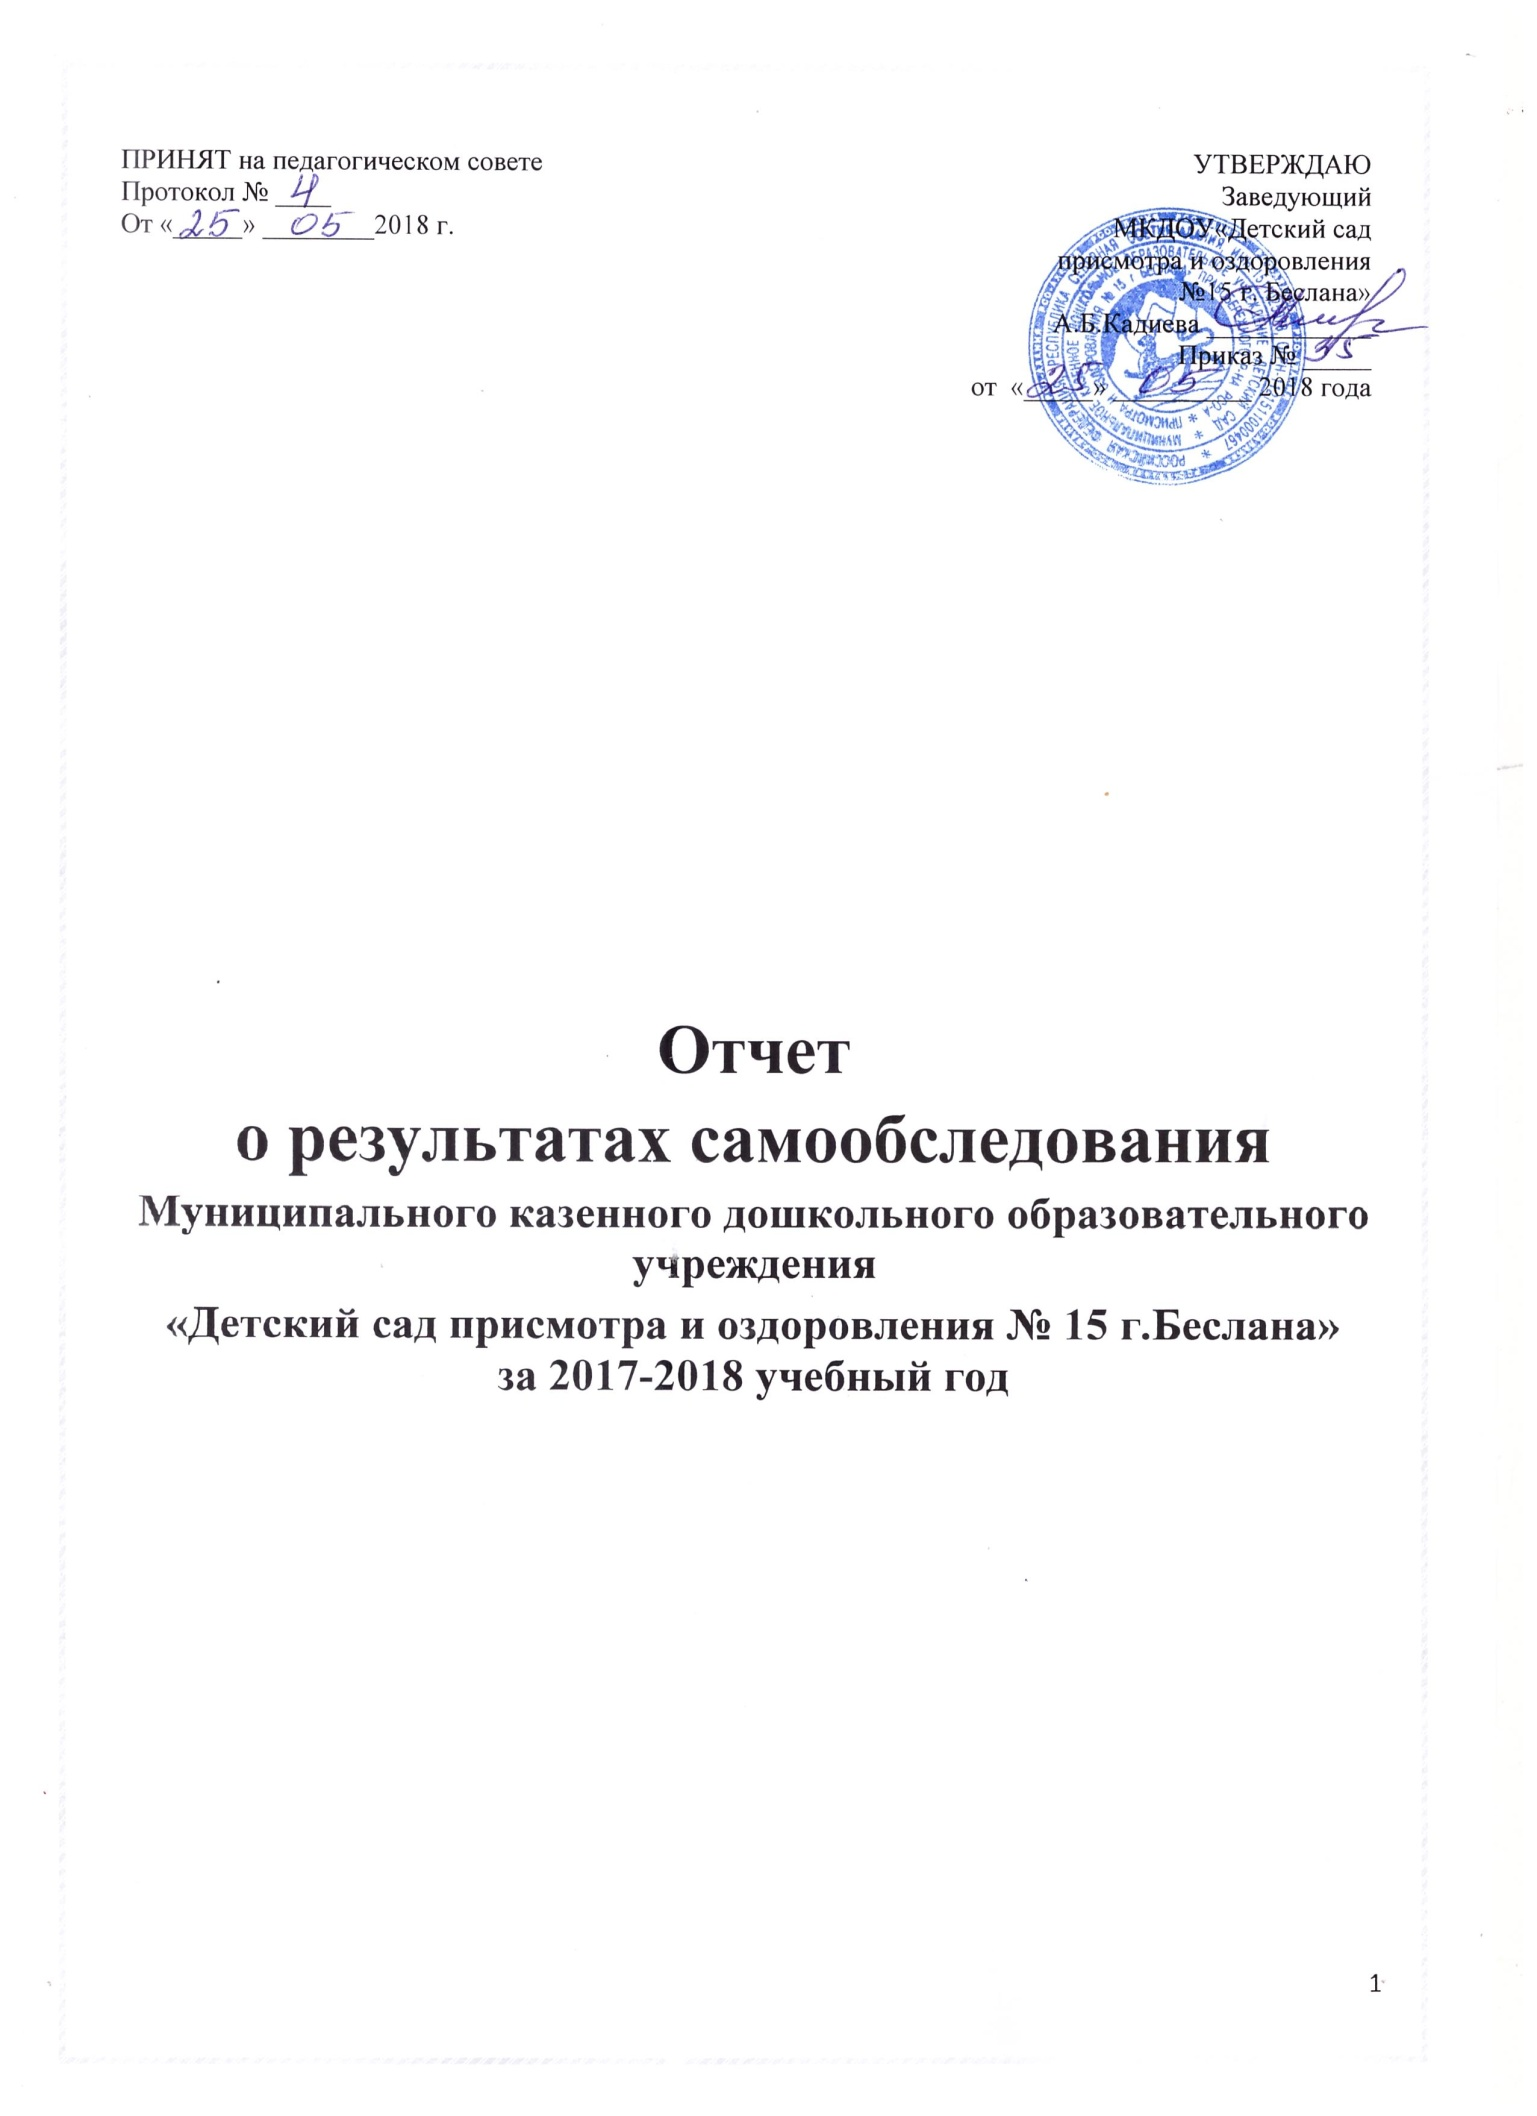 ПРИНЯТ на педагогическом совете
Протокол № 4
От «25» 05 2018 г.
УТВЕРЖДАЮ
Заведующий
МКДОУ«Детский сад
присмотра и оздоровления
№15 г. Беслана»
А.Б.Кадиева
Приказ №
от «25» 05 2018 года
Отчет
о результатах самообследования
Муниципального казенного дошкольного образовательного
учреждения
«Детский сад присмотра и оздоровления № 15 г.Беслана»
за 2017-2018 учебный год
1